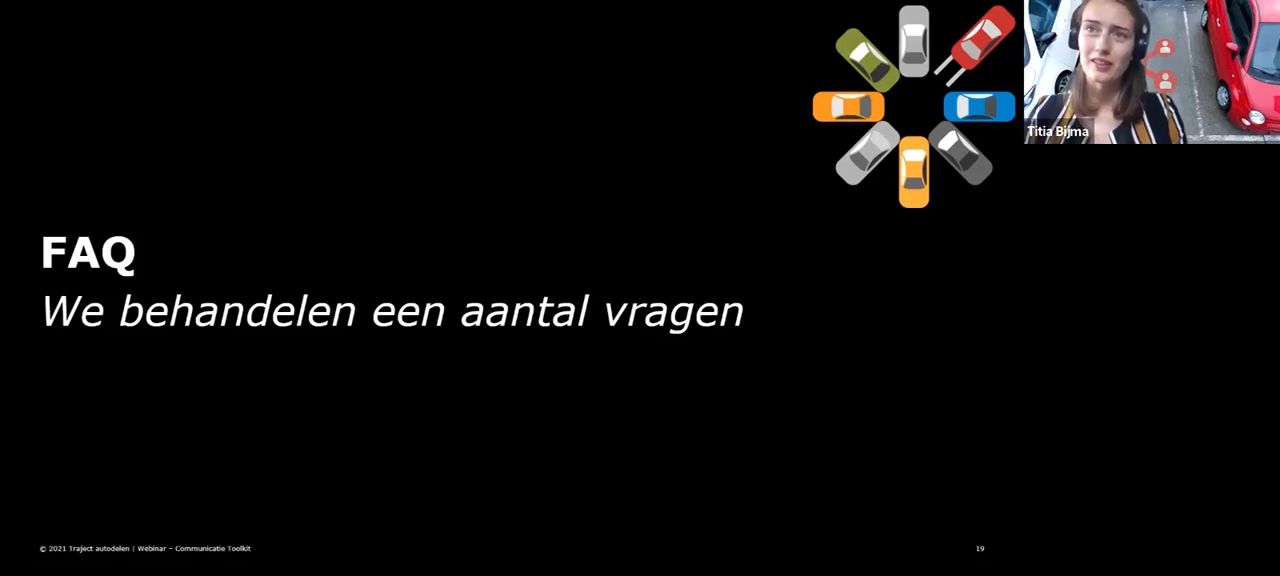 Titia Bijma
FAQ
We behandelen een aantal vragen
© 2021 Traject autodelen | Webinar – Communicatie Toolkit
19